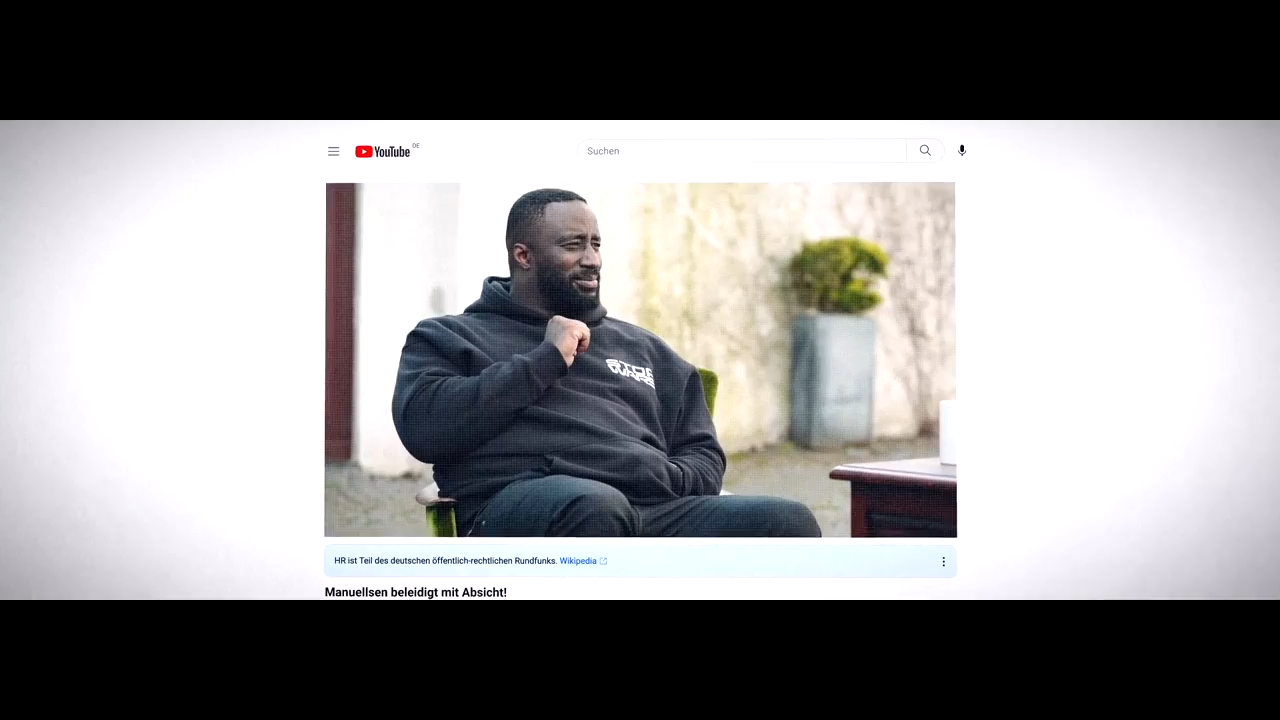 YouTube DE
Suchen
HR ist Teil des deutschen öffentlich-rechtlichen Rundfunks. Wikipedia
Manuellsen beleidigt mit Absicht!